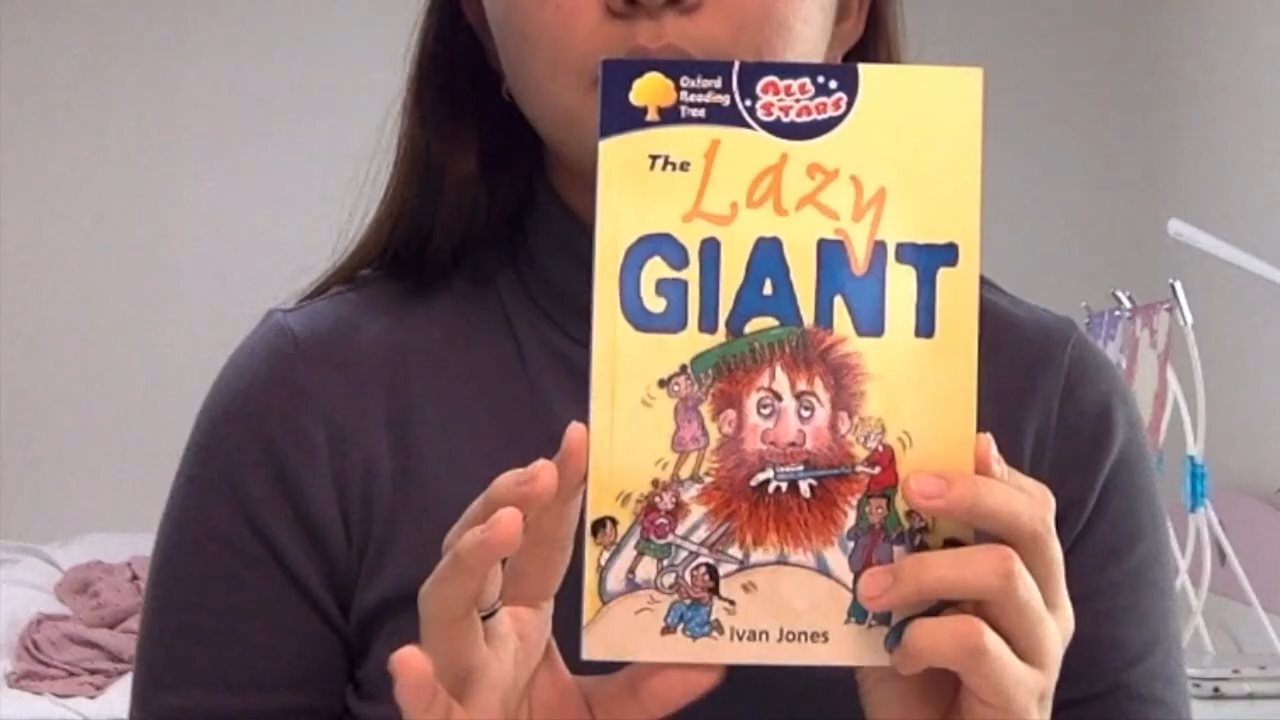 Oxford
Reading
Tree
ALL
STARS
The Lazy
GIANT
Ivan Jones